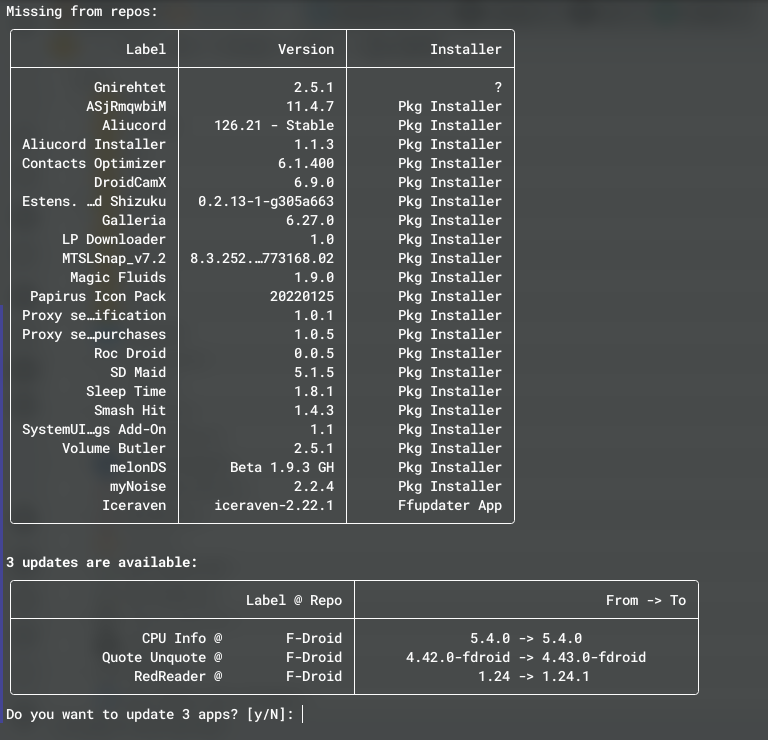 Missing from repos:
Label Version Installer
Gnirehtet 2.5.1 ?
ASjRmqwbiM 11.4.7 Pkg Installer
Aliucord 126.21 - Stable Pkg Installer
Aliucord Installer 1.1.3 Pkg Installer
Contacts Optimizer 6.1.400 Pkg Installer
DroidCamX 6.9.0 Pkg Installer
Estens. …d Shizuku 0.2.13-1-g305a663 Pkg Installer
Galleria 6.27.0 Pkg Installer
LP Downloader 1.0 Pkg Installer
MTSLSnap_v7.2 8.3.252.…773168.02 Pkg Installer
Magic Fluids 1.9.0 Pkg Installer
Papirus Icon Pack 20220125 Pkg Installer
Proxy se…ification 1.0.1 Pkg Installer
Proxy se…purchases 1.0.5 Pkg Installer
Roc Droid 0.0.5 Pkg Installer
SD Maid 5.1.5 Pkg Installer
Sleep Time 1.8.1 Pkg Installer
Smash Hit 1.4.3 Pkg Installer
SystemUI…gs Add-On 1.1 Pkg Installer
Volume Butler 2.5.1 Pkg Installer
melonDS Beta 1.9.3 GH Pkg Installer
myNoise 2.2.4 Pkg Installer
Iceraven iceraven-2.22.1 Ffupdater App
3 updates are available:
Label @ Repo From -> To
CPU Info @ F-Droid 5.4.0 -> 5.4.0
Quote Unquote @ F-Droid 4.42.0-fdroid -> 4.43.0-fdroid
RedReader @ F-Droid 1.24 -> 1.24.1
Do you want to update 3 apps? [y/N]: